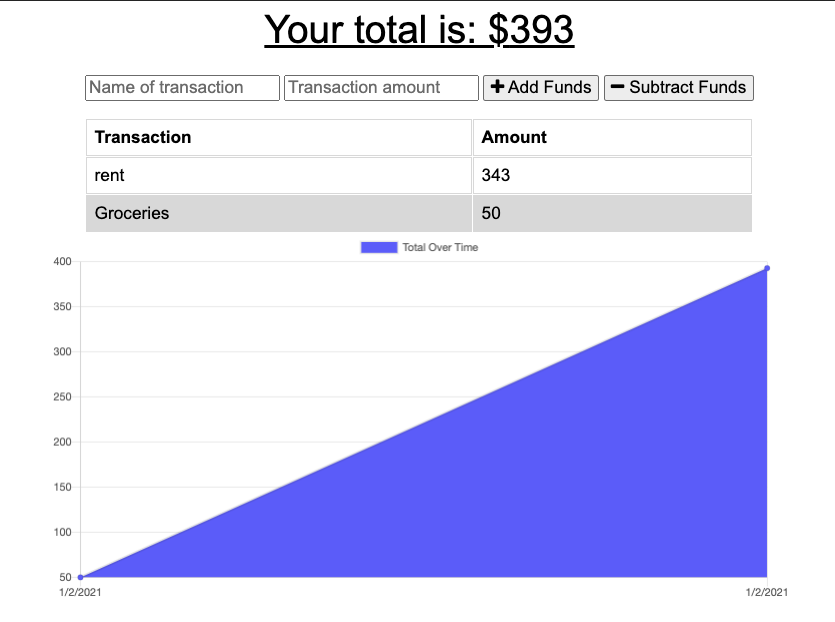 Your total is: $393
Name of transaction Transaction amount + Add Funds − Subtract Funds
Transaction Amount
rent 343
Groceries 50
Total Over Time
400
350
300
250
200
150
100
50
1/2/2021 1/2/2021